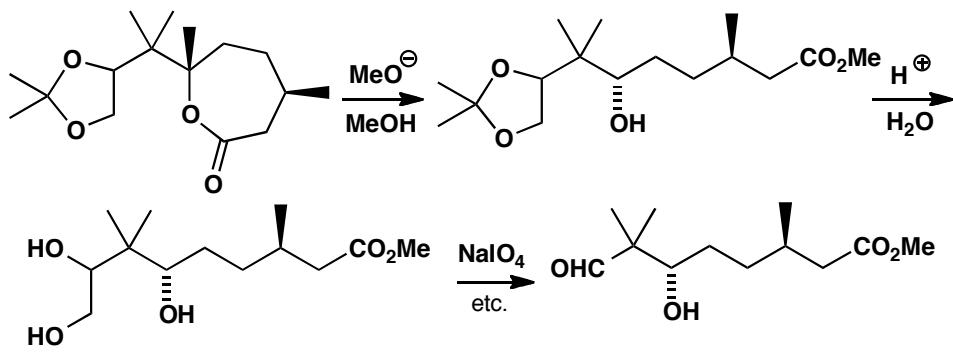 O
O
O
O
MeO⊖
MeOH
O
O
OH
CO₂Me
H⊕
H₂O
HO
HO
OH
CO₂Me
NaIO₄
etc.
OHC
OH
CO₂Me